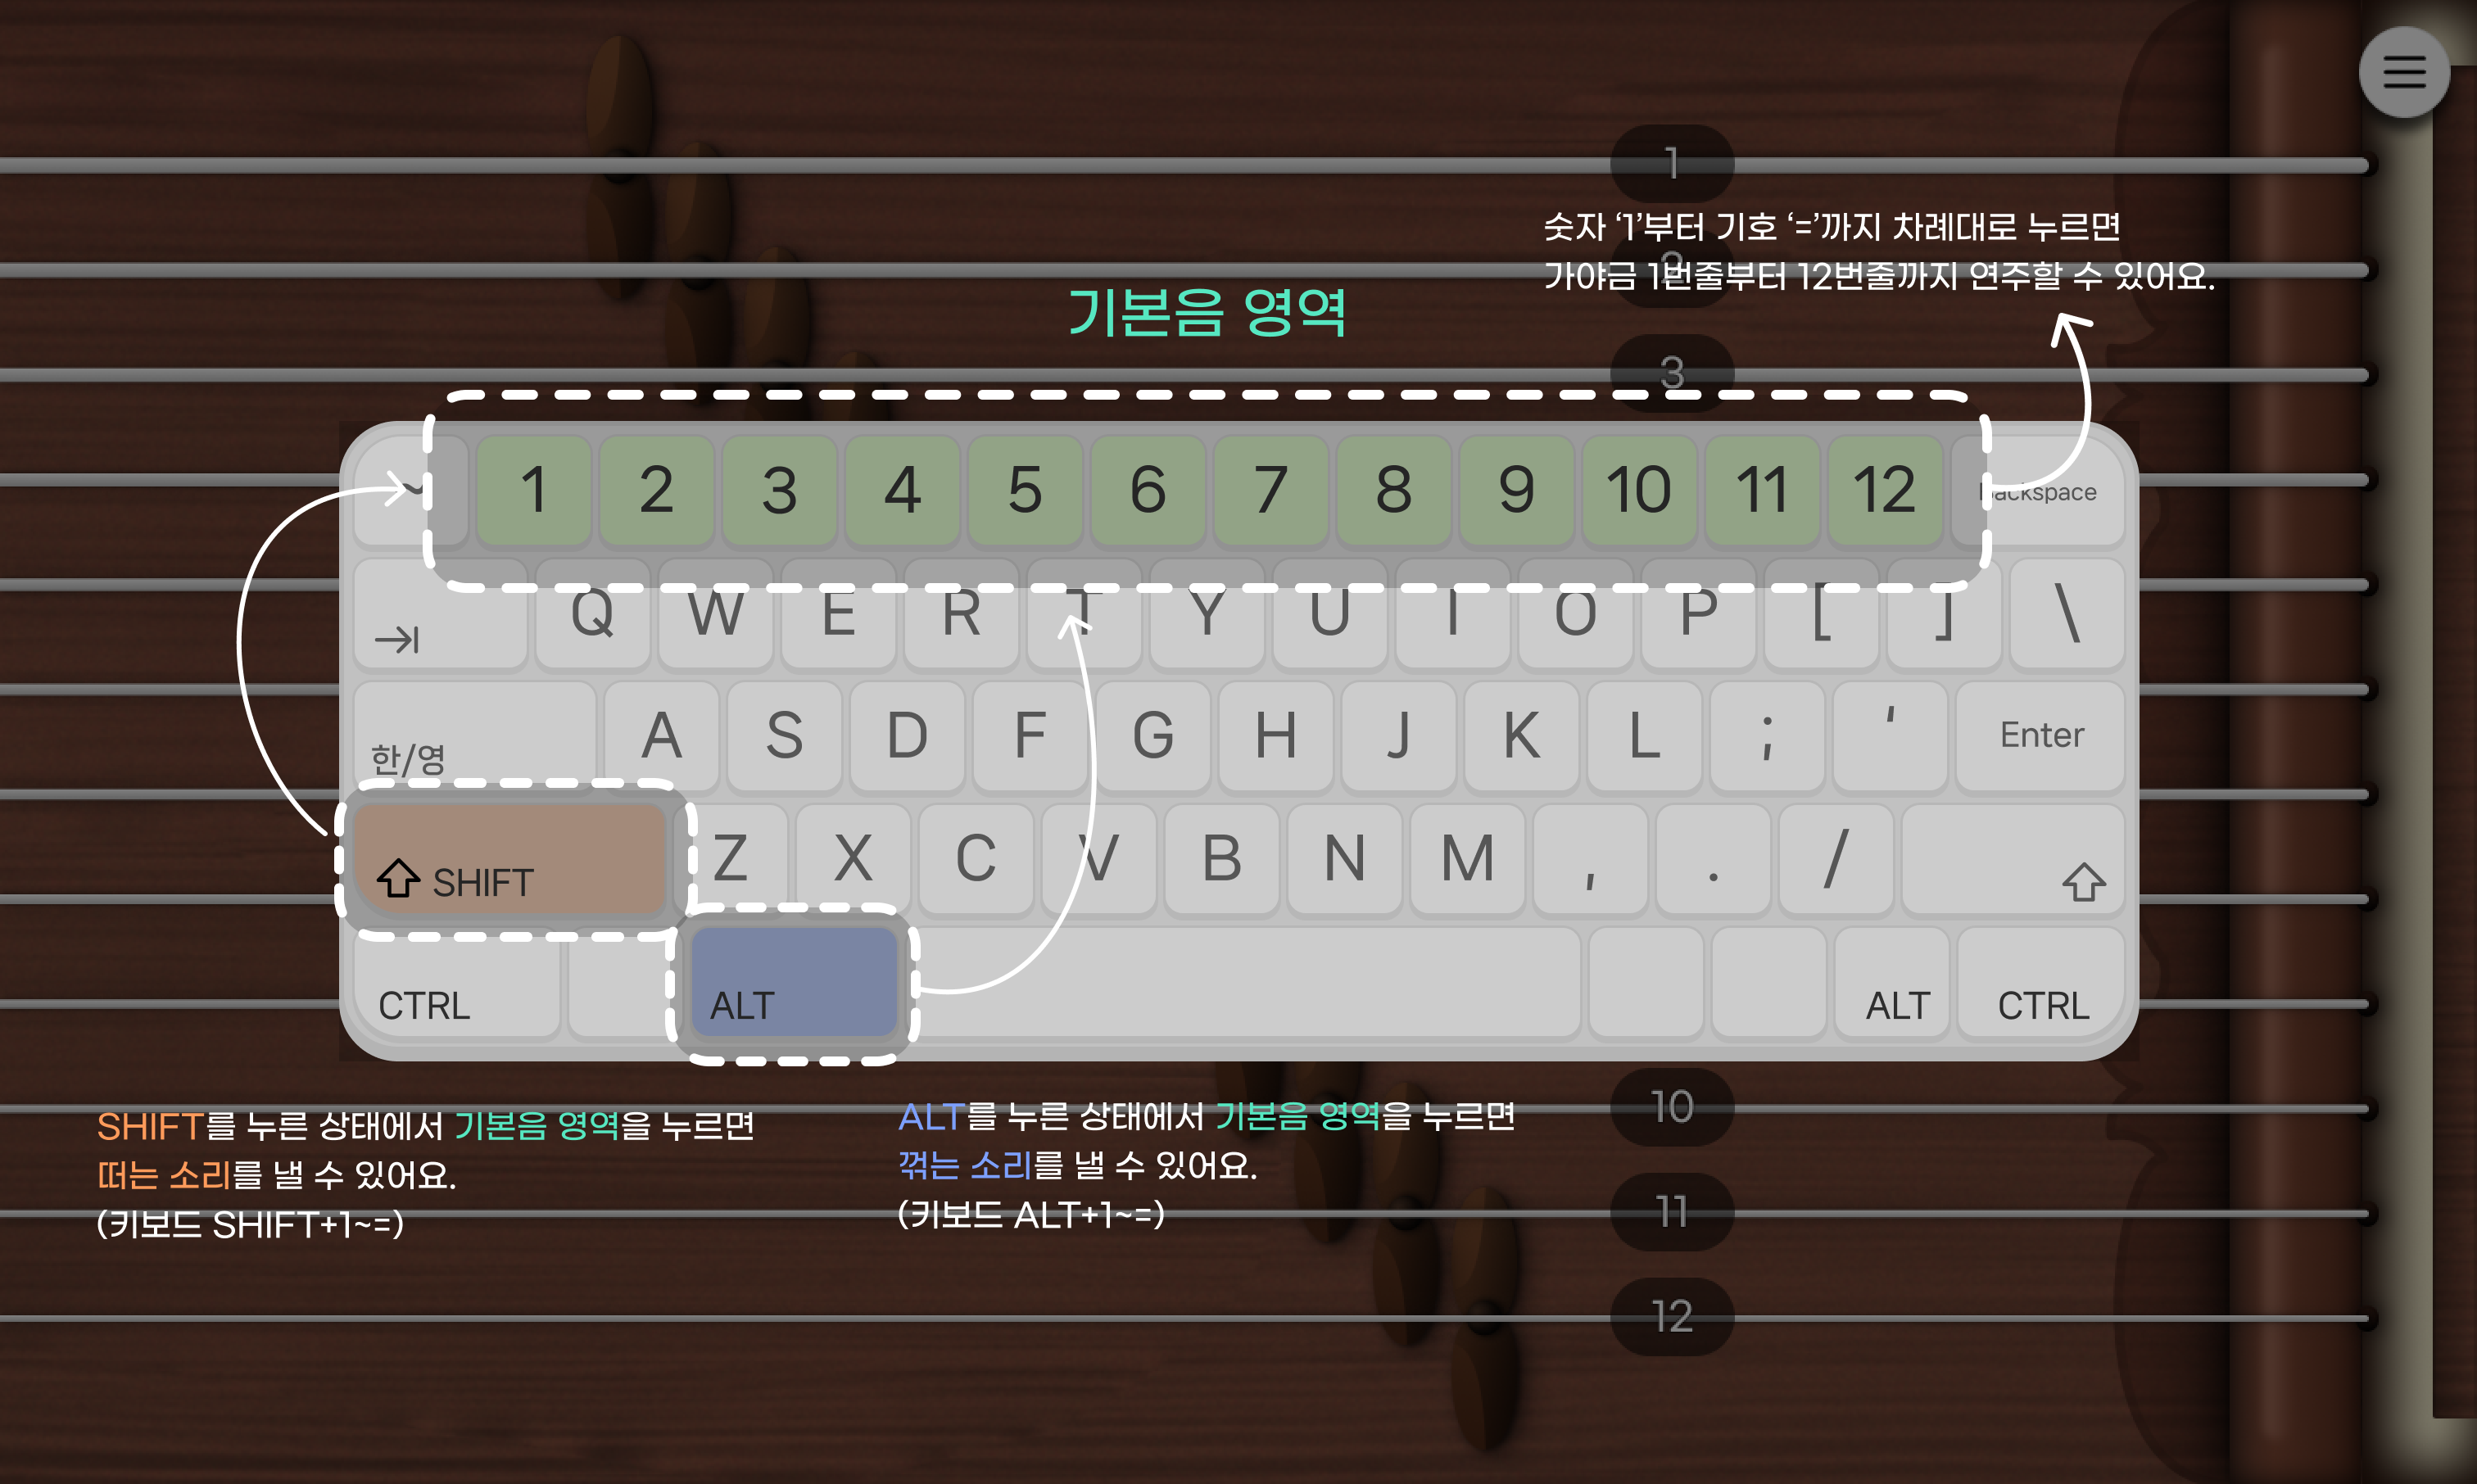 1
숫자 ‘1’부터 기호 ‘=’까지 차례대로 누르면
2
가야금 1번줄부터 12번줄까지 연주할 수 있어요.
기본음 영역
3
~ 1 2 3 4 5 6 7 8 9 10 11 12 Backspace
Q W E R T Y U I O P [ ] \
한/영 A S D F G H J K L ; ' Enter
SHIFT Z X C V B N M , . /
CTRL ALT ALT CTRL
SHIFT를 누른 상태에서 기본음 영역을 누르면
떠는 소리를 낼 수 있어요.
(키보드 SHIFT+1~=)
ALT를 누른 상태에서 기본음 영역을 누르면
꺾는 소리를 낼 수 있어요.
(키보드 ALT+1~=)
10
11
12